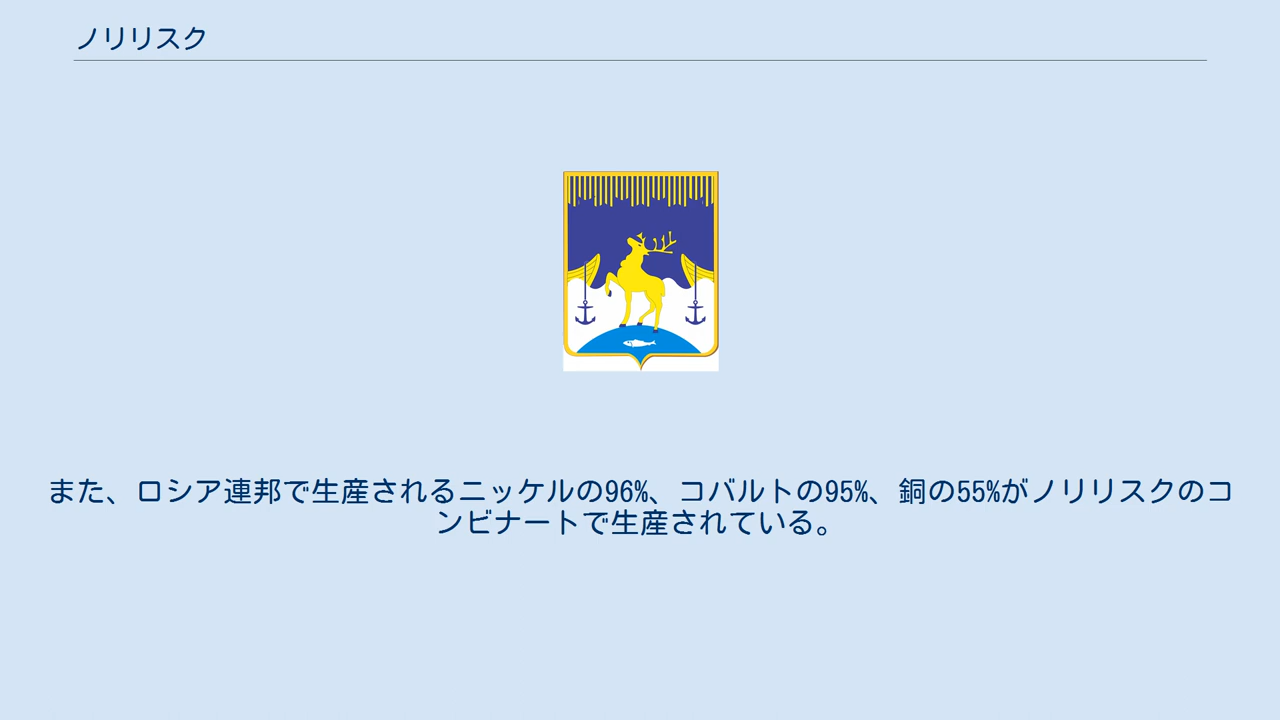 ノリリスク
また、ロシア連邦で生産されるニッケルの96%、コバルトの95%、銅の55%がノリリスクのコ
ンビナートで生産されている。